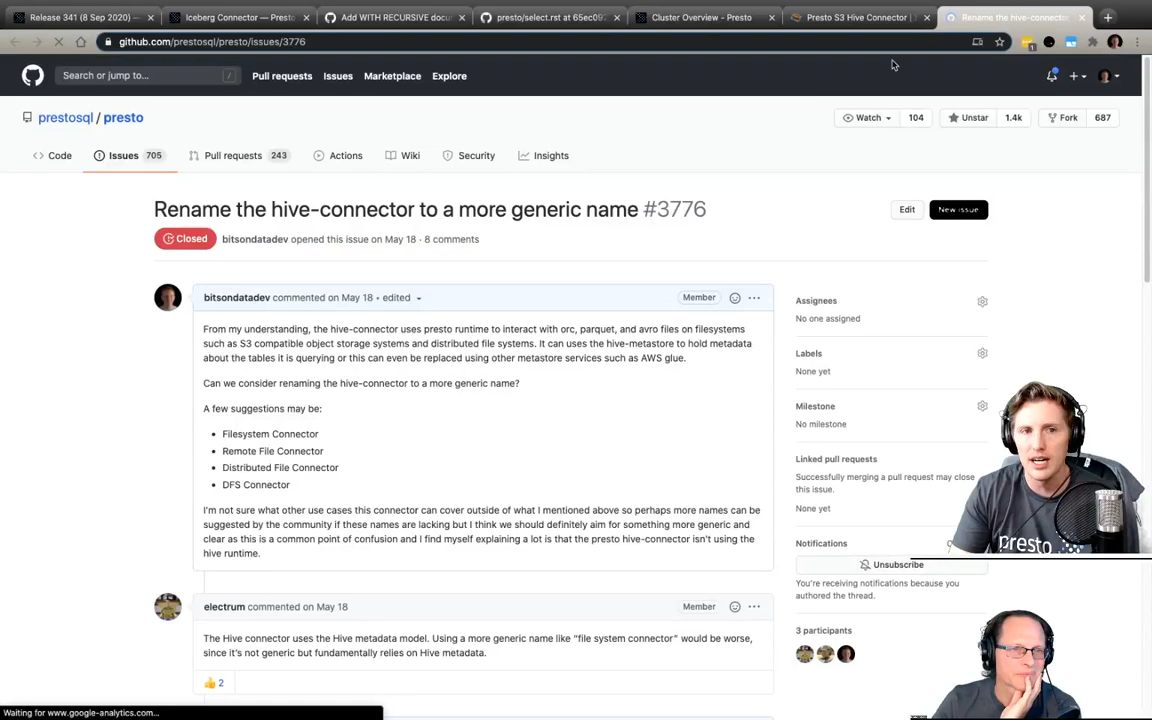 Release 341 (8 Sep 2020) —
Iceberg Connector — Presto
Add WITH RECURSIVE docu
presto/select.rst at 65ec09
Cluster Overview - Presto
Presto S3 Hive Connector |
Rename the hive-connector
github.com/prestosql/presto/issues/3776
Search or jump to...
/
Pull requests
Issues
Marketplace
Explore
prestosql / presto
Watch
104
Unstar
1.4k
Fork
687
Code
Issues 705
Pull requests 243
Actions
Wiki
Security
Insights
Rename the hive-connector to a more generic name #3776
Edit
New issue
Closed
bitsondatadev opened this issue on May 18 · 8 comments
bitsondatadev commented on May 18 • edited
Member
From my understanding, the hive-connector uses presto runtime to interact with orc, parquet, and avro files on filesystems
such as S3 compatible object storage systems and distributed file systems. It can uses the hive-metastore to hold metadata
about the tables it is querying or this can even be replaced using other metastore services such as AWS glue.
Can we consider renaming the hive-connector to a more generic name?
A few suggestions may be:
• Filesystem Connector
• Remote File Connector
• Distributed File Connector
• DFS Connector
I'm not sure what other use cases this connector can cover outside of what I mentioned above so perhaps more names can be
suggested by the community if these names are lacking but I think we should definitely aim for something more generic and
clear as this is a common point of confusion and I find myself explaining a lot is that the presto hive-connector isn't using the
hive runtime.
electrum commented on May 18
Member
The Hive connector uses the Hive metadata model. Using a more generic name like "file system connector" would be worse,
since it's not generic but fundamentally relies on Hive metadata.
👍 2
Assignees
No one assigned
Labels
None yet
Milestone
No milestone
Linked pull requests
Successfully merging a pull request may close
this issue.
None yet
Notifications
Unsubscribe
You're receiving notifications because you
authored the thread.
3 participants
presto
Waiting for www.google-analytics.com...